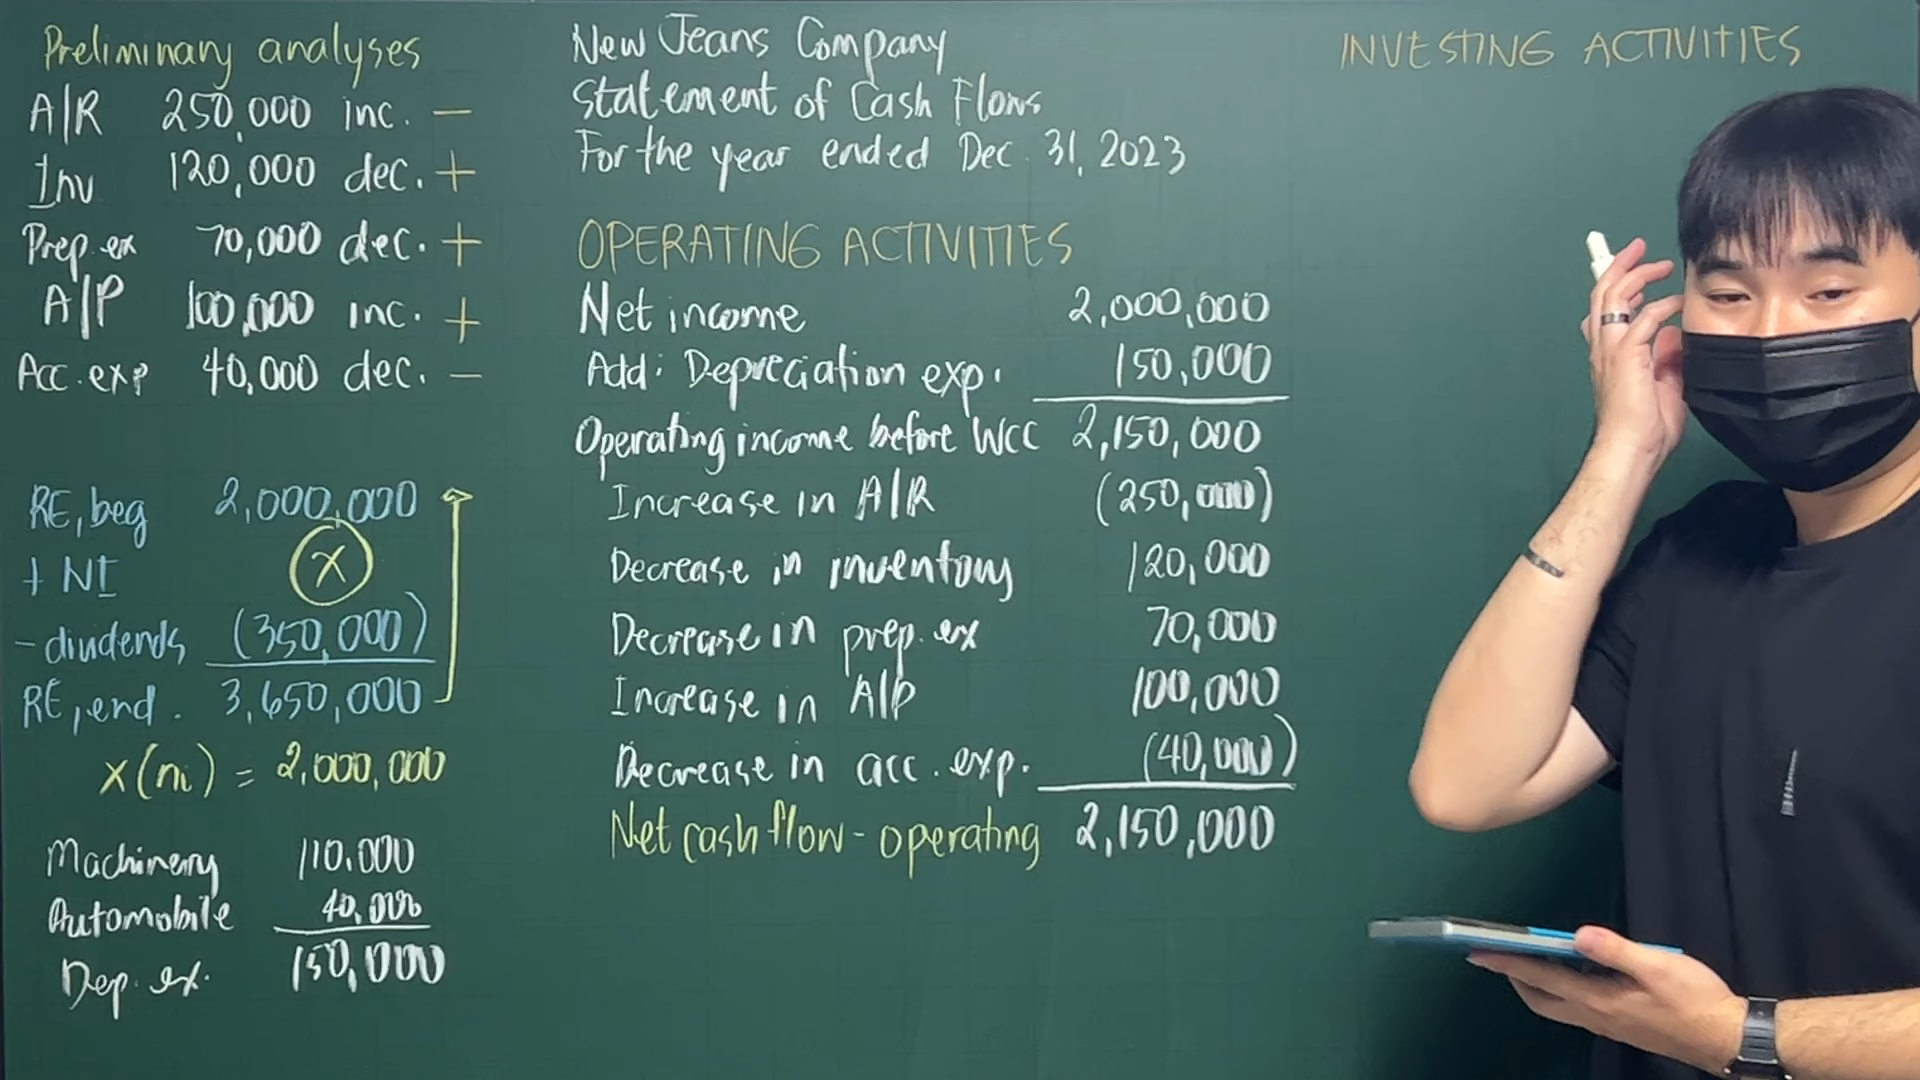 Preliminary analyses
A/R 250,000 inc. −
Inv 120,000 dec. +
Prep. ex 70,000 dec. +
A/P 100,000 inc. +
Acc. exp 40,000 dec. −
RE, beg 2,000,000
+ NI X
- dividends (350,000)
RE, end. 3,650,000
X(ni) = 2,000,000
Machinery 110,000
Automobile 40,000
Dep. ex. 150,000
New Jeans Company
Statement of Cash Flows
For the year ended Dec. 31, 2023
OPERATING ACTIVITIES
Net income 2,000,000
Add: Depreciation exp. 150,000
Operating income before WCC 2,150,000
Increase in A/R (250,000)
Decrease in inventory 120,000
Decrease in prep. ex 70,000
Increase in A/P 100,000
Decrease in acc. exp. (40,000)
Net cash flow - operating 2,150,000
INVESTING ACTIVITIES